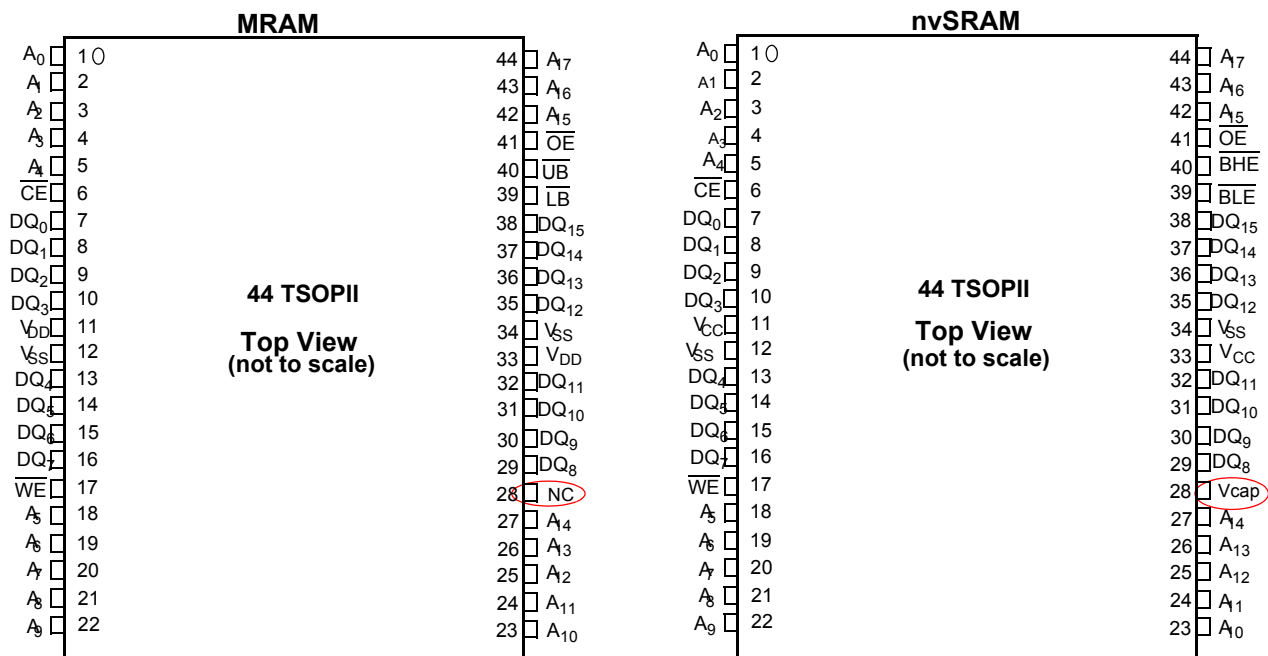 MRAM
A0 1 44 A17
A1 2 43 A16
A2 3 42 A15
A3 4 41 OE
A4 5 40 UB
CE 6 39 LB
DQ0 7 38 DQ15
DQ1 8 37 DQ14
DQ2 9 36 DQ13
DQ3 10 35 DQ12
VDD 11 34 VSS
VSS 12 33 VDD
DQ4 13 32 DQ11
DQ5 14 31 DQ10
DQ6 15 30 DQ9
DQ7 16 29 DQ8
WE 17 28 NC
A5 18 27 A14
A6 19 26 A13
A7 20 25 A12
A8 21 24 A11
A9 22 23 A10
44 TSOPII
Top View
(not to scale)
nvSRAM
A0 1 44 A17
A1 2 43 A16
A2 3 42 A15
A3 4 41 OE
A4 5 40 BHE
CE 6 39 BLE
DQ0 7 38 DQ15
DQ1 8 37 DQ14
DQ2 9 36 DQ13
DQ3 10 35 DQ12
VCC 11 34 VSS
VSS 12 33 VCC
DQ4 13 32 DQ11
DQ5 14 31 DQ10
DQ6 15 30 DQ9
DQ7 16 29 DQ8
WE 17 28 Vcap
A5 18 27 A14
A6 19 26 A13
A7 20 25 A12
A8 21 24 A11
A9 22 23 A10
44 TSOPII
Top View
(not to scale)